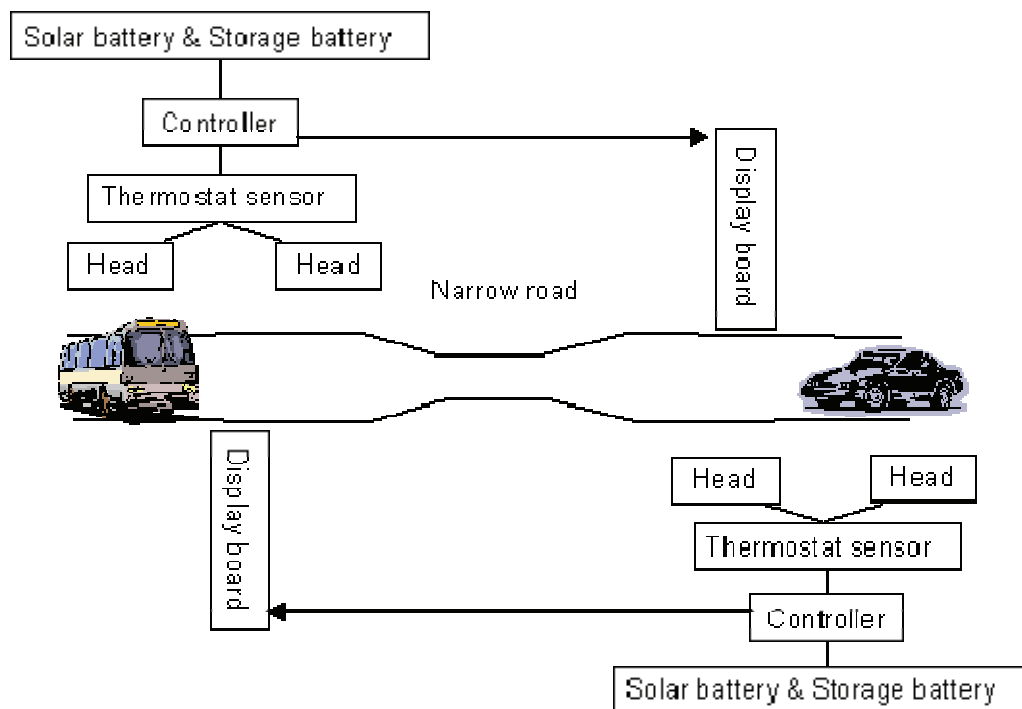 Solar battery & Storage battery
Controller
Display board
Thermostat sensor
Head
Head
Narrow road
Display board
Head
Head
Thermostat sensor
Controller
Solar battery & Storage battery